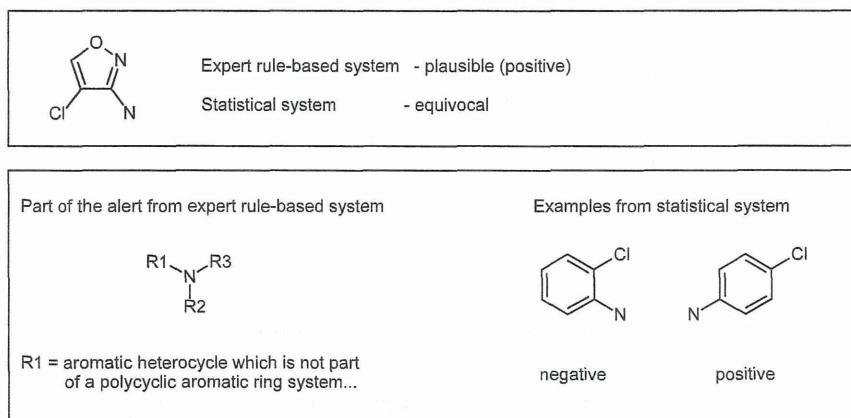 O
N
Cl
N
Expert rule-based system - plausible (positive)
Statistical system - equivocal
Part of the alert from expert rule-based system
Examples from statistical system
R1 N R3
R2
Cl
N
Cl
N
R1 = aromatic heterocycle which is not part
of a polycyclic aromatic ring system...
negative
positive